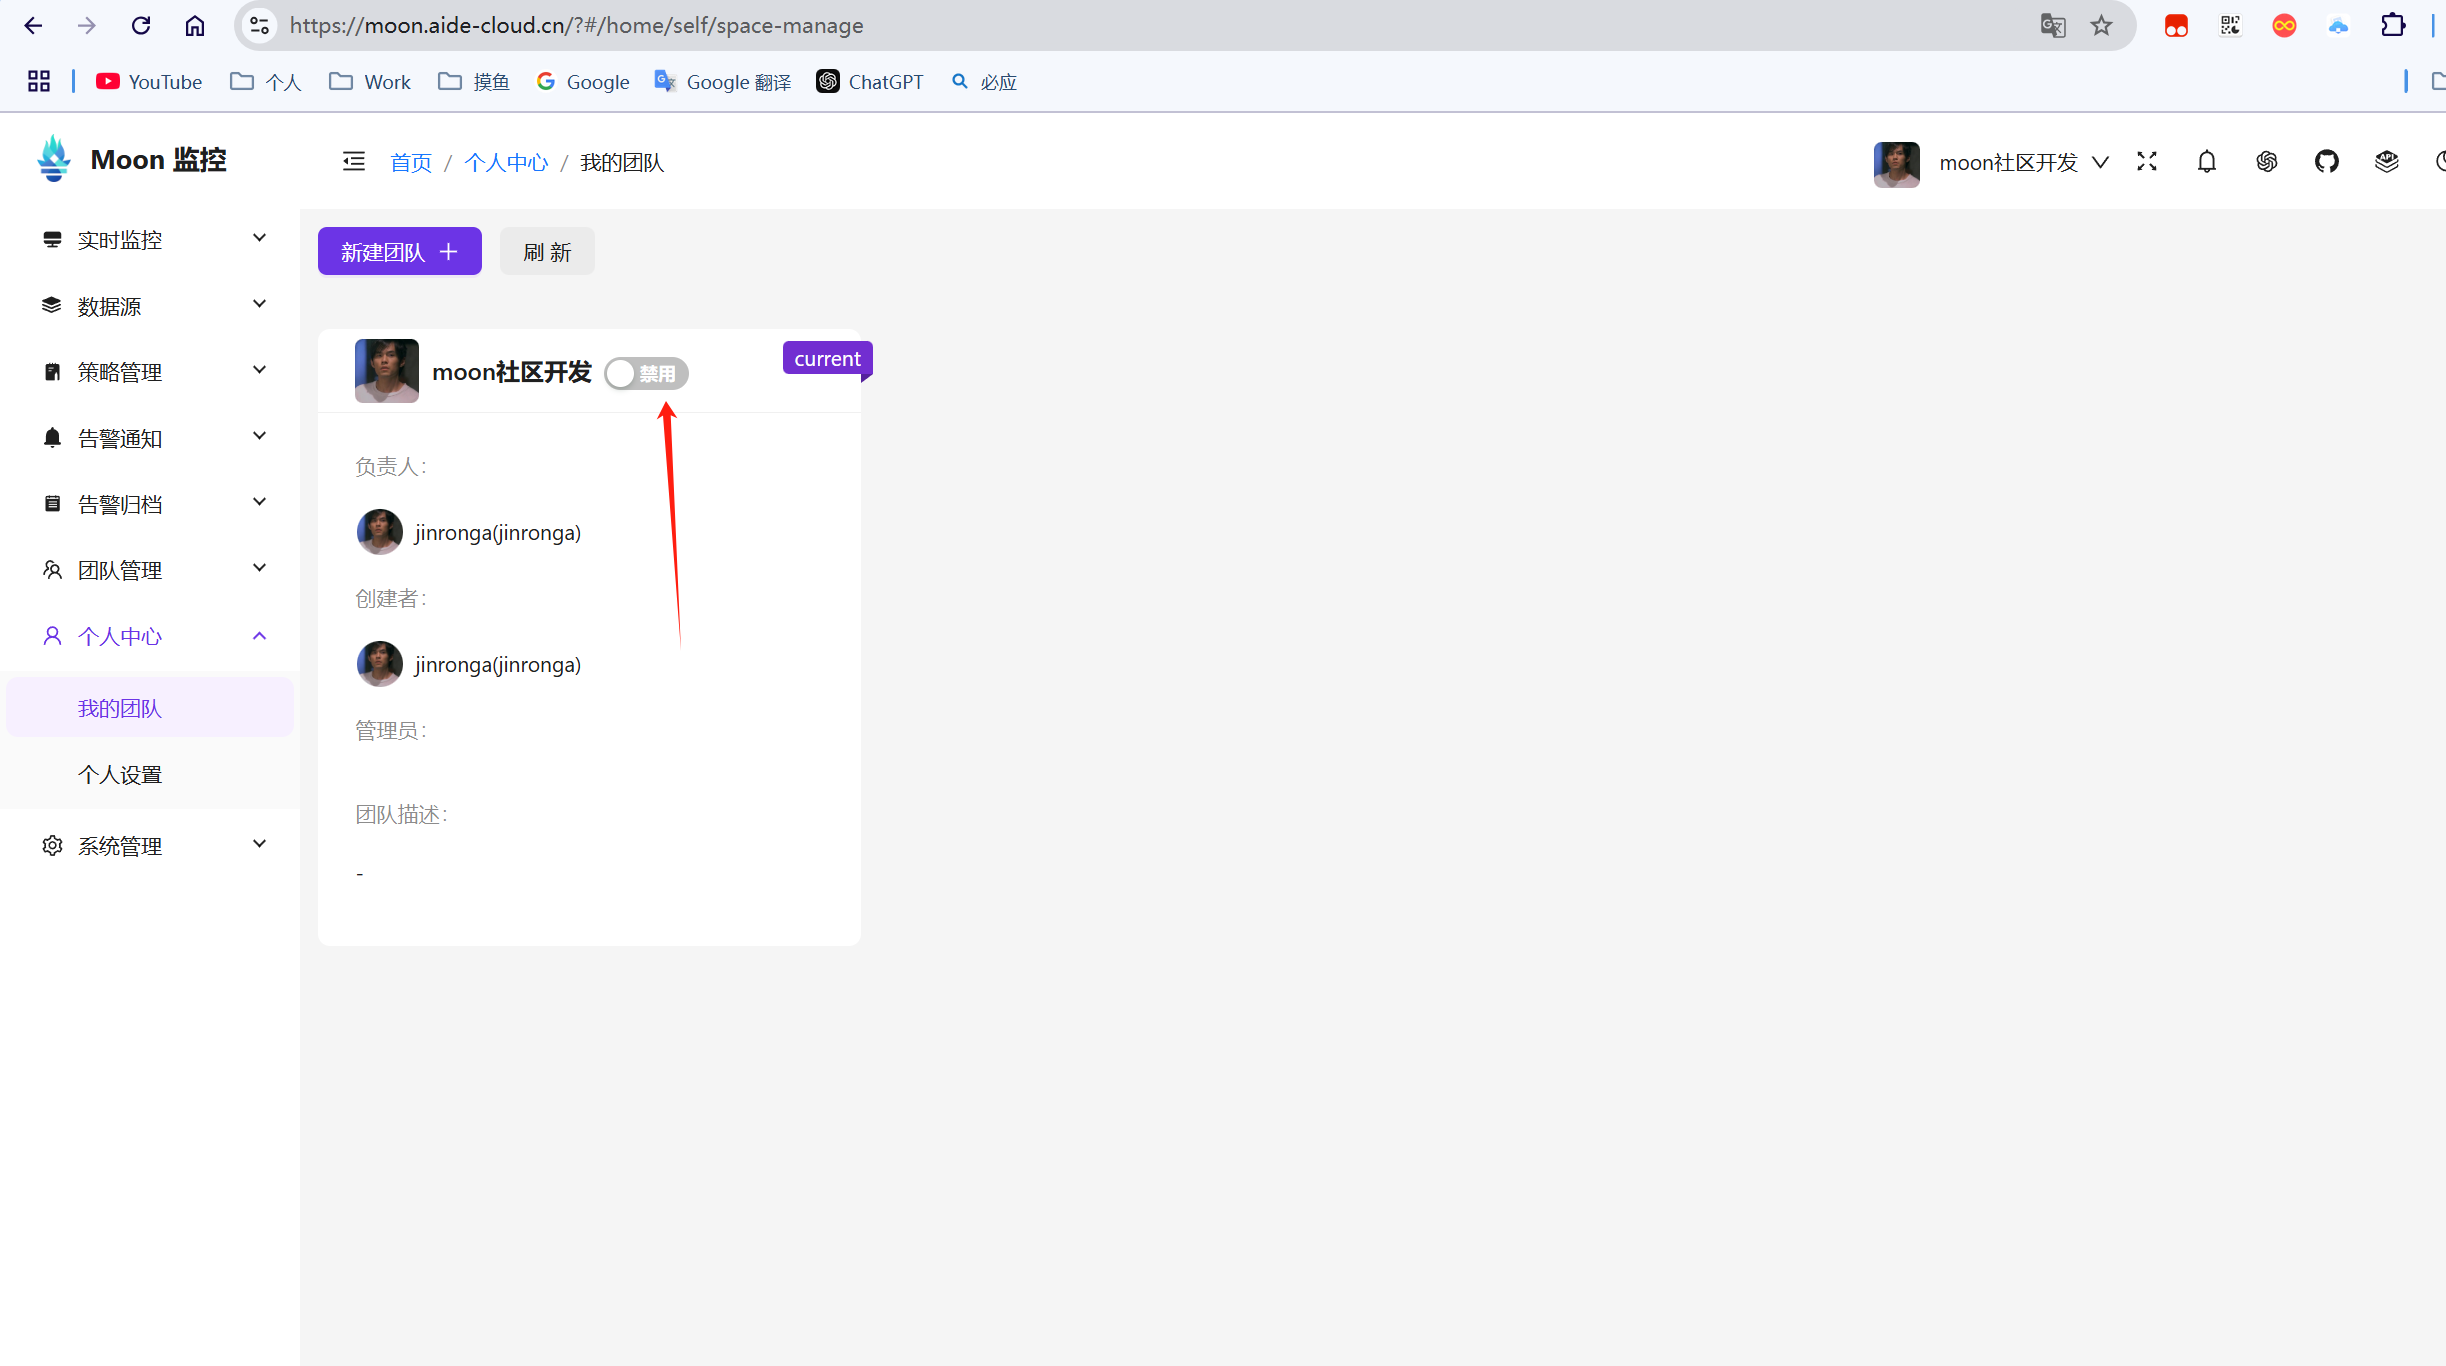 https://moon.aide-cloud.cn/?#/home/self/space-manage
YouTube 个人 Work 摸鱼 Google Google 翻译 ChatGPT 必应
Moon 监控
首页 / 个人中心 / 我的团队
moon社区开发
实时监控
数据源
策略管理
告警通知
告警归档
团队管理
个人中心
我的团队
个人设置
系统管理
新建团队
刷 新
moon社区开发 禁用
current
负责人:
jinronga(jinronga)
创建者:
jinronga(jinronga)
管理员:
团队描述:
-